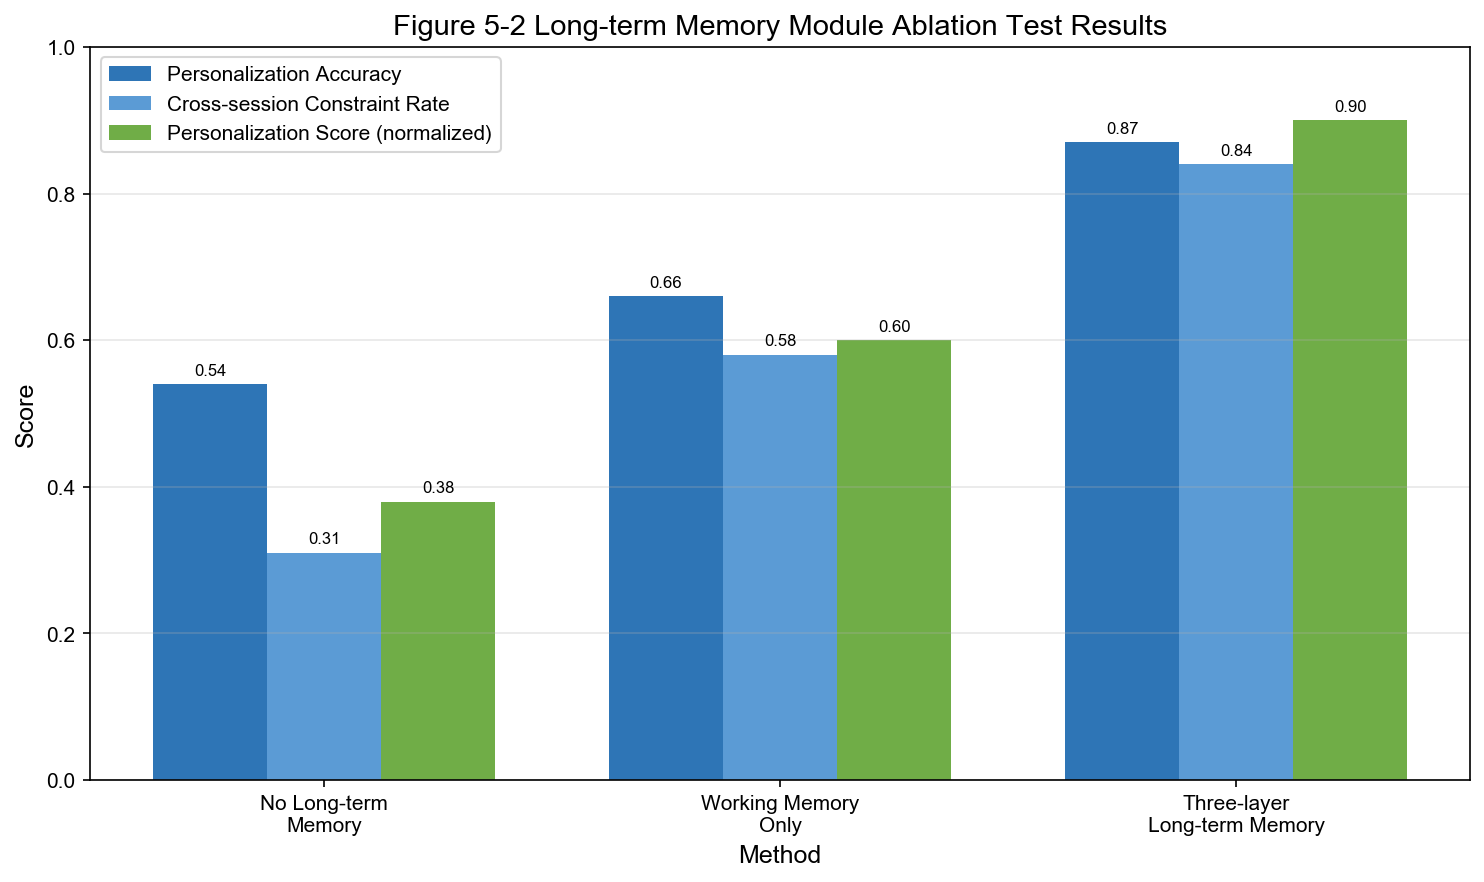 Figure 5-2 Long-term Memory Module Ablation Test Results
Personalization Accuracy
Cross-session Constraint Rate
Personalization Score (normalized)
1.0
0.8
0.6
0.4
0.2
0.0
Score
0.54
0.31
0.38
0.66
0.58
0.60
0.87
0.84
0.90
No Long-term
Memory
Working Memory
Only
Three-layer
Long-term Memory
Method